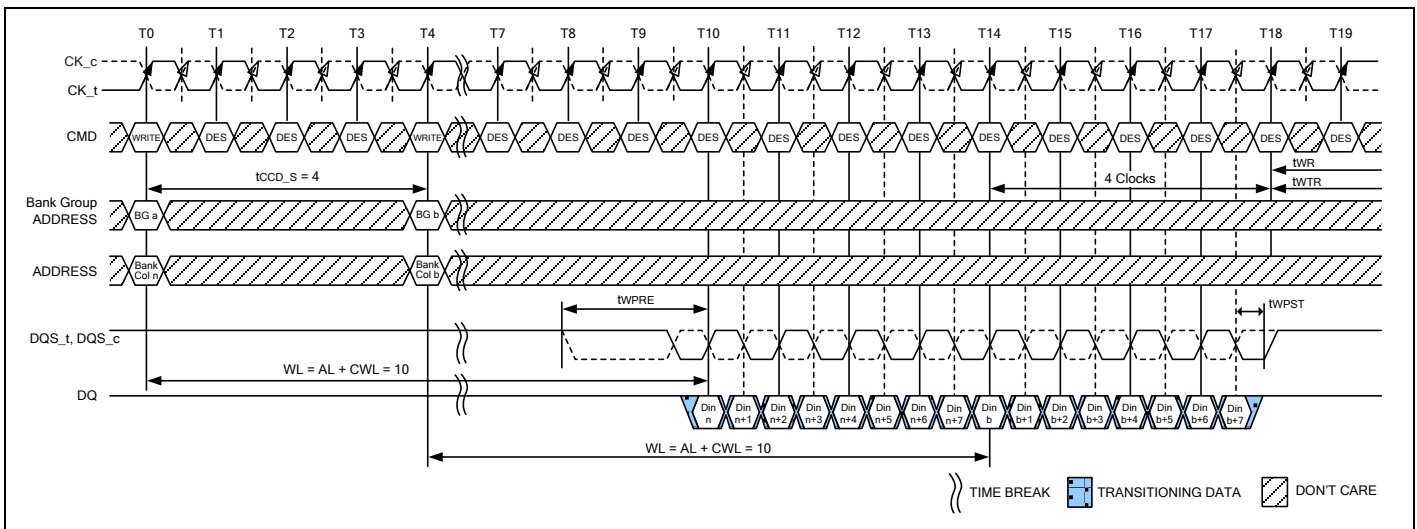 T0 T1 T2 T3 T4 T7 T8 T9 T10 T11 T12 T13 T14 T15 T16 T17 T18 T19
CK_c
CK_t
CMD WRITE DES DES DES WRITE DES DES DES DES DES DES DES DES DES DES DES DES DES
tCCD_S = 4 4 Clocks tWR
tWTR
Bank Group
ADDRESS BG a BG b
ADDRESS Bank Col n Bank Col b
tWPRE tWPST
DQS_t, DQS_c
WL = AL + CWL = 10
DQ Din n Din n+1 Din n+2 Din n+3 Din n+4 Din n+5 Din n+6 Din n+7 Din b Din b+1 Din b+2 Din b+3 Din b+4 Din b+5 Din b+6 Din b+7
WL = AL + CWL = 10
TIME BREAK TRANSITIONING DATA DON'T CARE